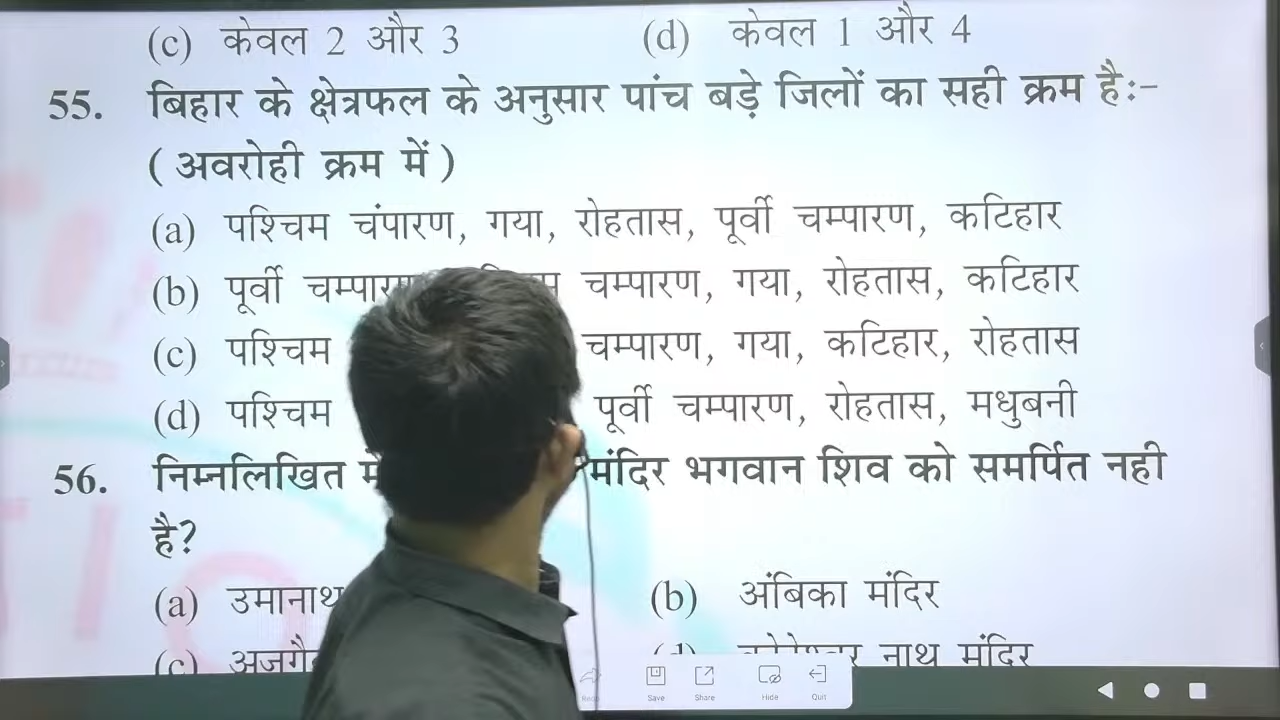 (c) केवल 2 और 3 (d) केवल 1 और 4
55. बिहार के क्षेत्रफल के अनुसार पांच बड़े जिलों का सही क्रम है:-
( अवरोही क्रम में )
(a) पश्चिम चंपारण, गया, रोहतास, पूर्वी चम्पारण, कटिहार
(b) पूर्वी चम्पारण चम्पारण, गया, रोहतास, कटिहार
(c) पश्चिम चम्पारण, गया, कटिहार, रोहतास
(d) पश्चिम पूर्वी चम्पारण, रोहतास, मधुबनी
56. निम्नलिखित मंदिर भगवान शिव को समर्पित नही
है?
(a) उमानाथ (b) अंबिका मंदिर
(c) नाथ मंदिर
Save Share Hide Quit